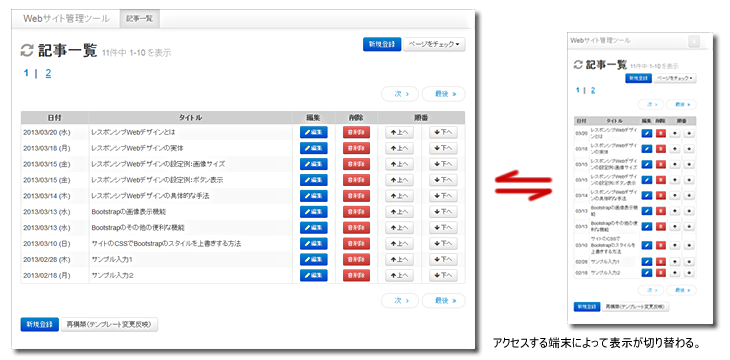 Webサイト管理ツール 記事一覧
記事一覧 11件中 1-10 を表示
新規登録 ページをチェック
1 | 2
次 最後
日付 タイトル 編集 削除 順番
2013/03/20 (水) レスポンシブWebデザインとは 編集 削除 上へ 下へ
2013/03/18 (月) レスポンシブWebデザインの実体 編集 削除 上へ 下へ
2013/03/15 (金) レスポンシブWebデザインの設定例:画像サイズ 編集 削除 上へ 下へ
2013/03/15 (金) レスポンシブWebデザインの設定例:ボタン表示 編集 削除 上へ 下へ
2013/03/14 (木) レスポンシブWebデザインの具体的な手法 編集 削除 上へ 下へ
2013/03/13 (水) Bootstrapの画像表示機能 編集 削除 上へ 下へ
2013/03/13 (水) Bootstrapのその他の便利な機能 編集 削除 上へ 下へ
2013/03/10 (日) サイトのCSSでBootstrapのスタイルを上書きする方法 編集 削除 上へ 下へ
2013/02/28 (木) サンプル入力1 編集 削除 上へ 下へ
2013/02/18 (月) サンプル入力2 編集 削除 上へ 下へ
次 最後
新規登録 再構築(テンプレート変更反映)
Webサイト管理ツール
記事一覧 11件中 1-10 を表示
新規登録 ページをチェック
1 | 2
次 最後
日付 タイトル 編集 削除 順番
03/20 レスポンシブWebデザイ
ンとは
03/18 レスポンシブWebデザイ
ンの実体
03/15 レスポンシブWebデザイ
ンの設定例:画像サイズ
03/15 レスポンシブWebデザイ
ンの設定例:ボタン表示
03/14 レスポンシブWebデザイ
ンの具体的な手法
03/13 Bootstrapの画像表示機
能
03/13 Bootstrapのその他の便
利な機能
03/10 サイトのCSSで
Bootstrapのスタイルを
上書きする方法
02/28 サンプル入力1
02/18 サンプル入力2
次 最後
新規登録 再構築(テンプレート変更反映)
アクセスする端末によって表示が切り替わる。